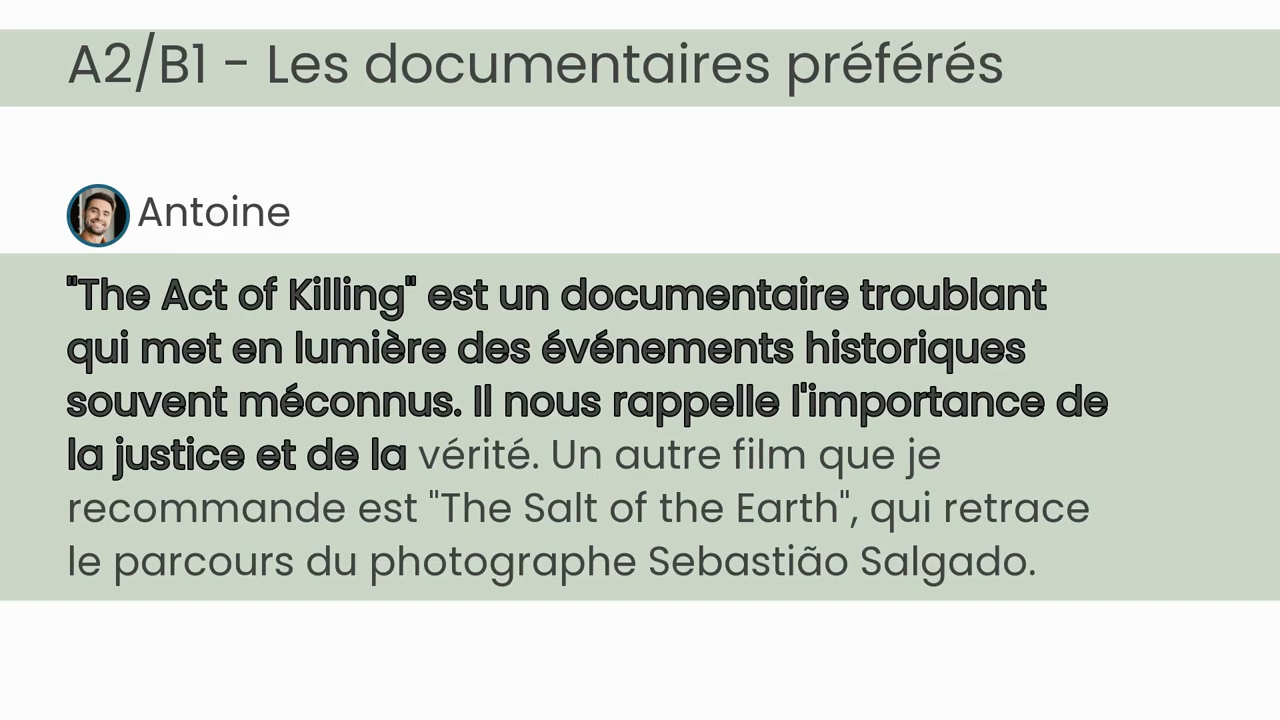 A2/B1 - Les documentaires préférés
Antoine
"The Act of Killing" est un documentaire troublant
qui met en lumière des événements historiques
souvent méconnus. Il nous rappelle l'importance de
la justice et de la vérité. Un autre film que je
recommande est "The Salt of the Earth", qui retrace
le parcours du photographe Sebastião Salgado.